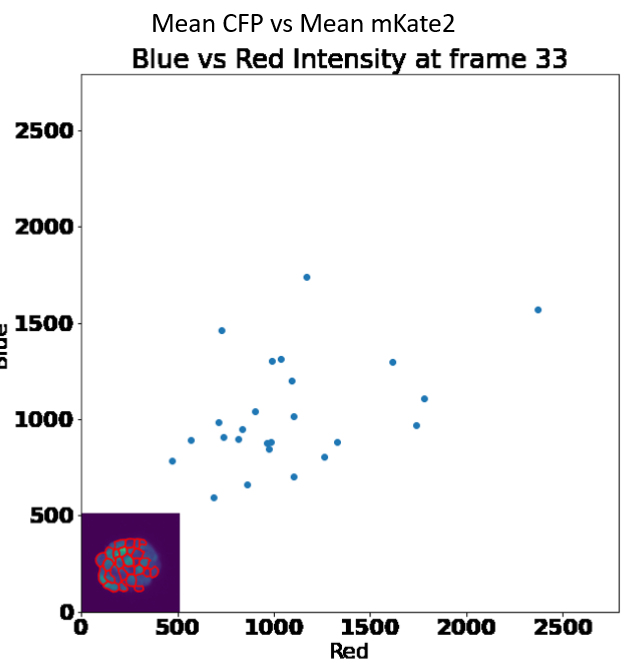 Mean CFP vs Mean mKate2
Blue vs Red Intensity at frame 33
2500
2000
1500
Blue
1000
500
0
0 500 1000 1500 2000 2500
Red